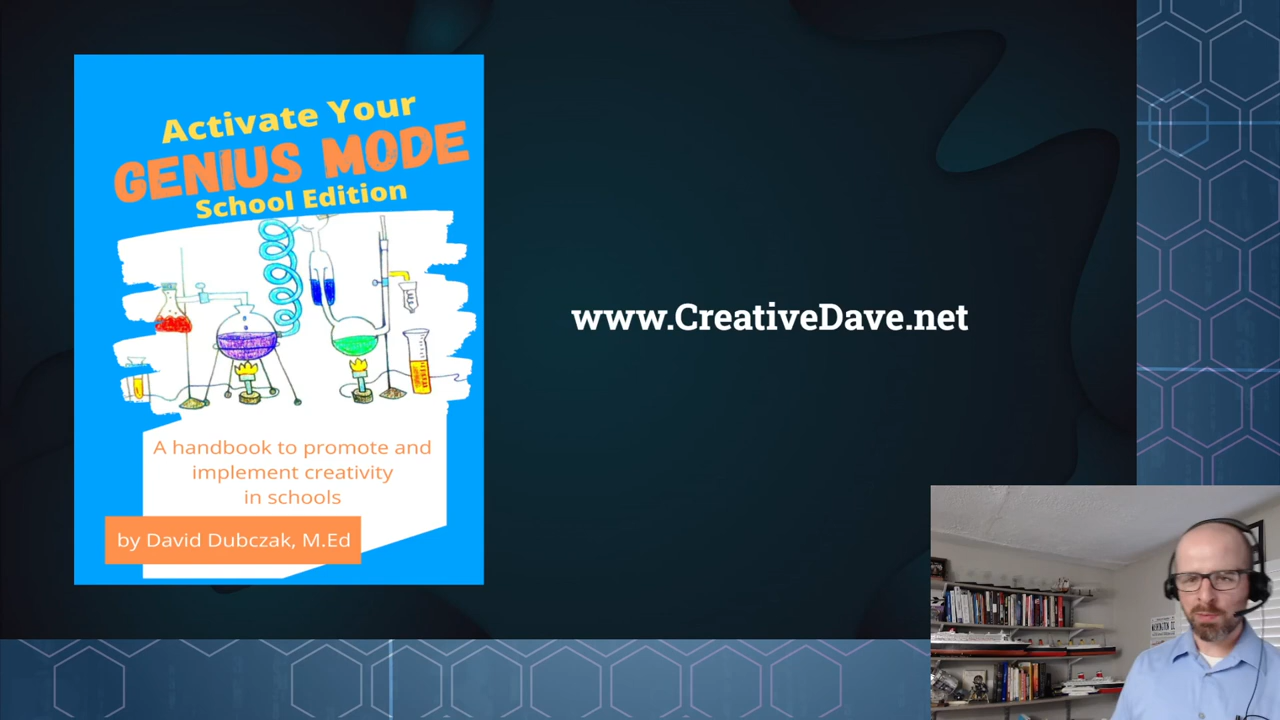 Activate Your
GENIUS MODE
School Edition
A handbook to promote and
implement creativity
in schools
by David Dubczak, M.Ed
www.CreativeDave.net